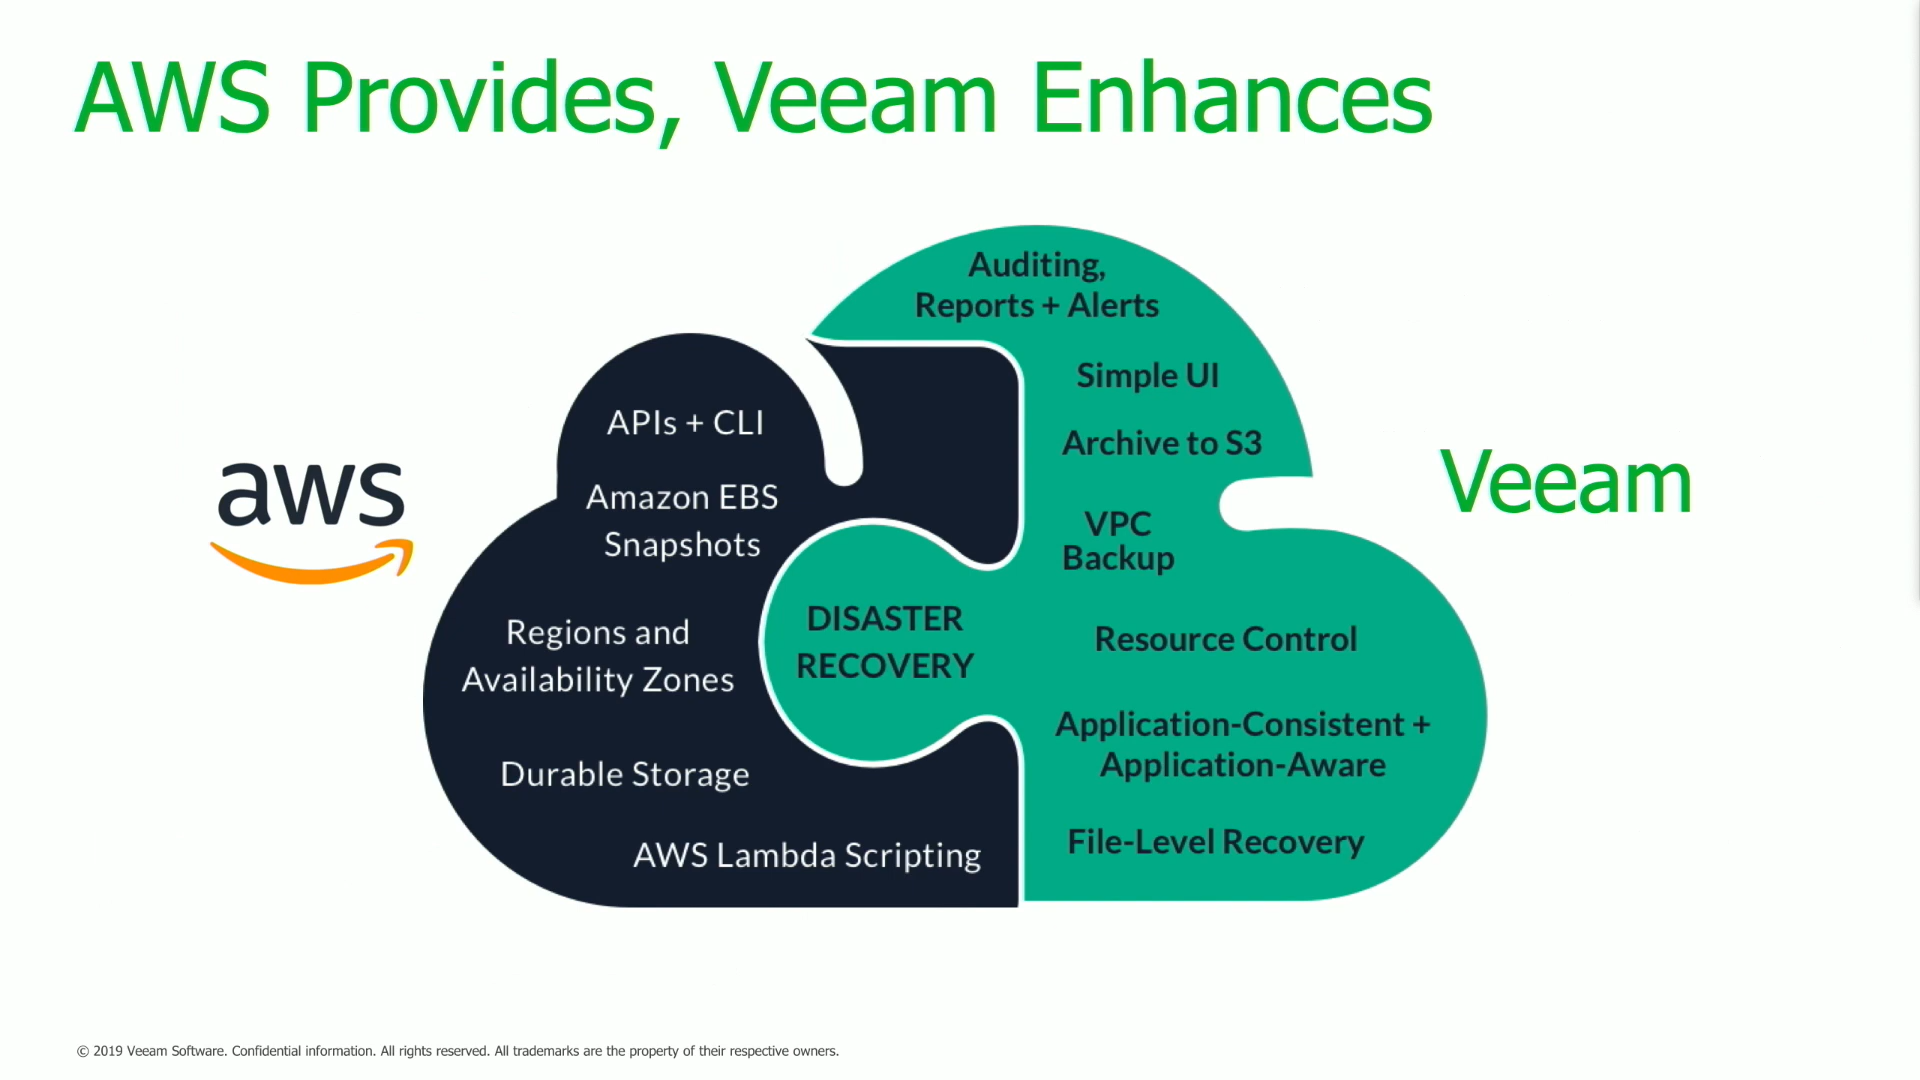 AWS Provides, Veeam Enhances
aws
APIs + CLI
Amazon EBS
Snapshots
Regions and
Availability Zones
Durable Storage
AWS Lambda Scripting
DISASTER
RECOVERY
Auditing,
Reports + Alerts
Simple UI
Archive to S3
VPC
Backup
Resource Control
Application-Consistent +
Application-Aware
File-Level Recovery
Veeam
© 2019 Veeam Software. Confidential information. All rights reserved. All trademarks are the property of their respective owners.